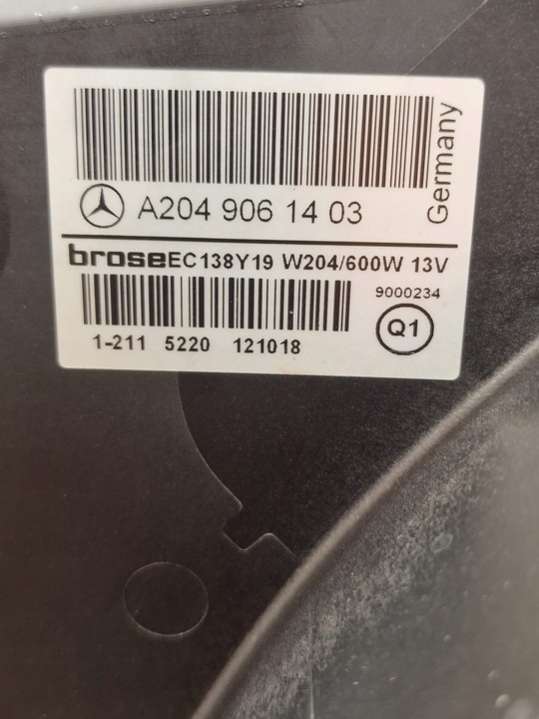 Germany
A204 906 14 03
broseEC138Y19 W204/600W 13V
9000234
Q1
1-211 5220 121018